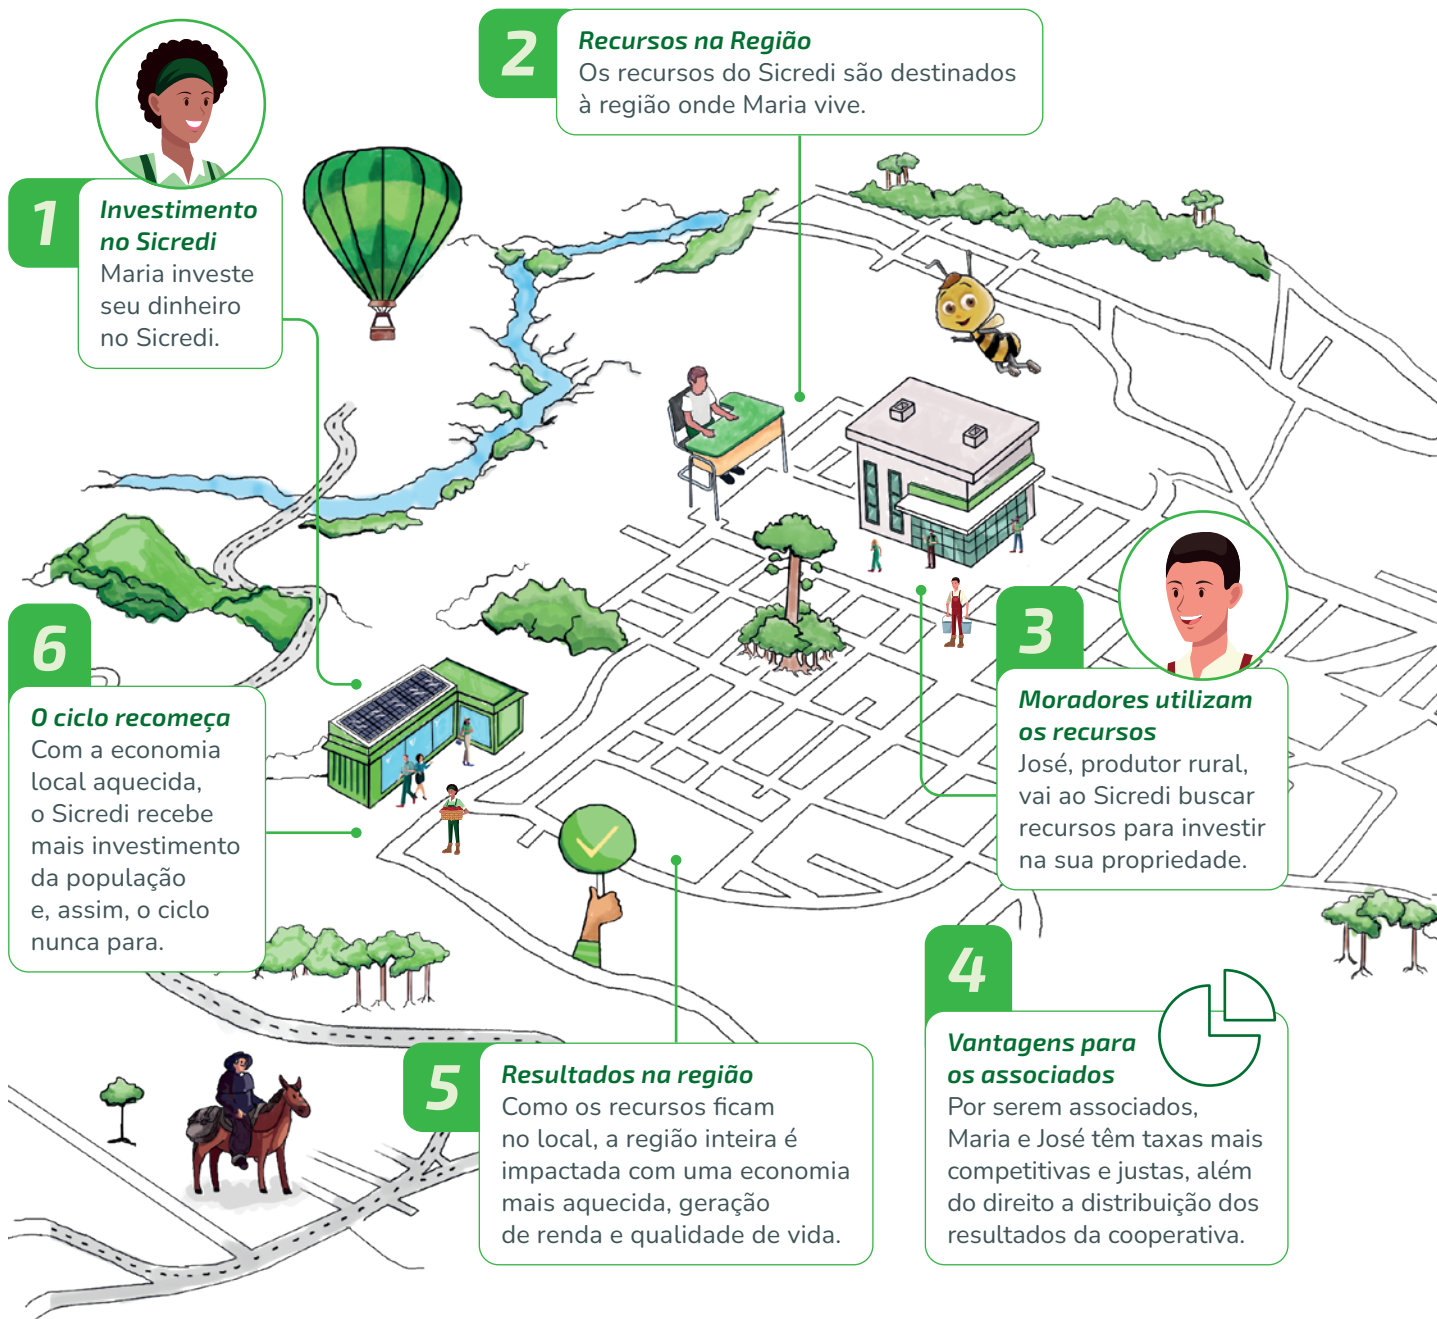 1
Investimento
no Sicredi
Maria investe
seu dinheiro
no Sicredi.
2
Recursos na Região
Os recursos do Sicredi são destinados
à região onde Maria vive.
3
Moradores utilizam
os recursos
José, produtor rural,
vai ao Sicredi buscar
recursos para investir
na sua propriedade.
4
Vantagens para
os associados
Por serem associados,
Maria e José têm taxas mais
competitivas e justas, além
do direito a distribuição dos
resultados da cooperativa.
5
Resultados na região
Como os recursos ficam
no local, a região inteira é
impactada com uma economia
mais aquecida, geração
de renda e qualidade de vida.
6
O ciclo recomeça
Com a economia
local aquecida,
o Sicredi recebe
mais investimento
da população
e, assim, o ciclo
nunca para.